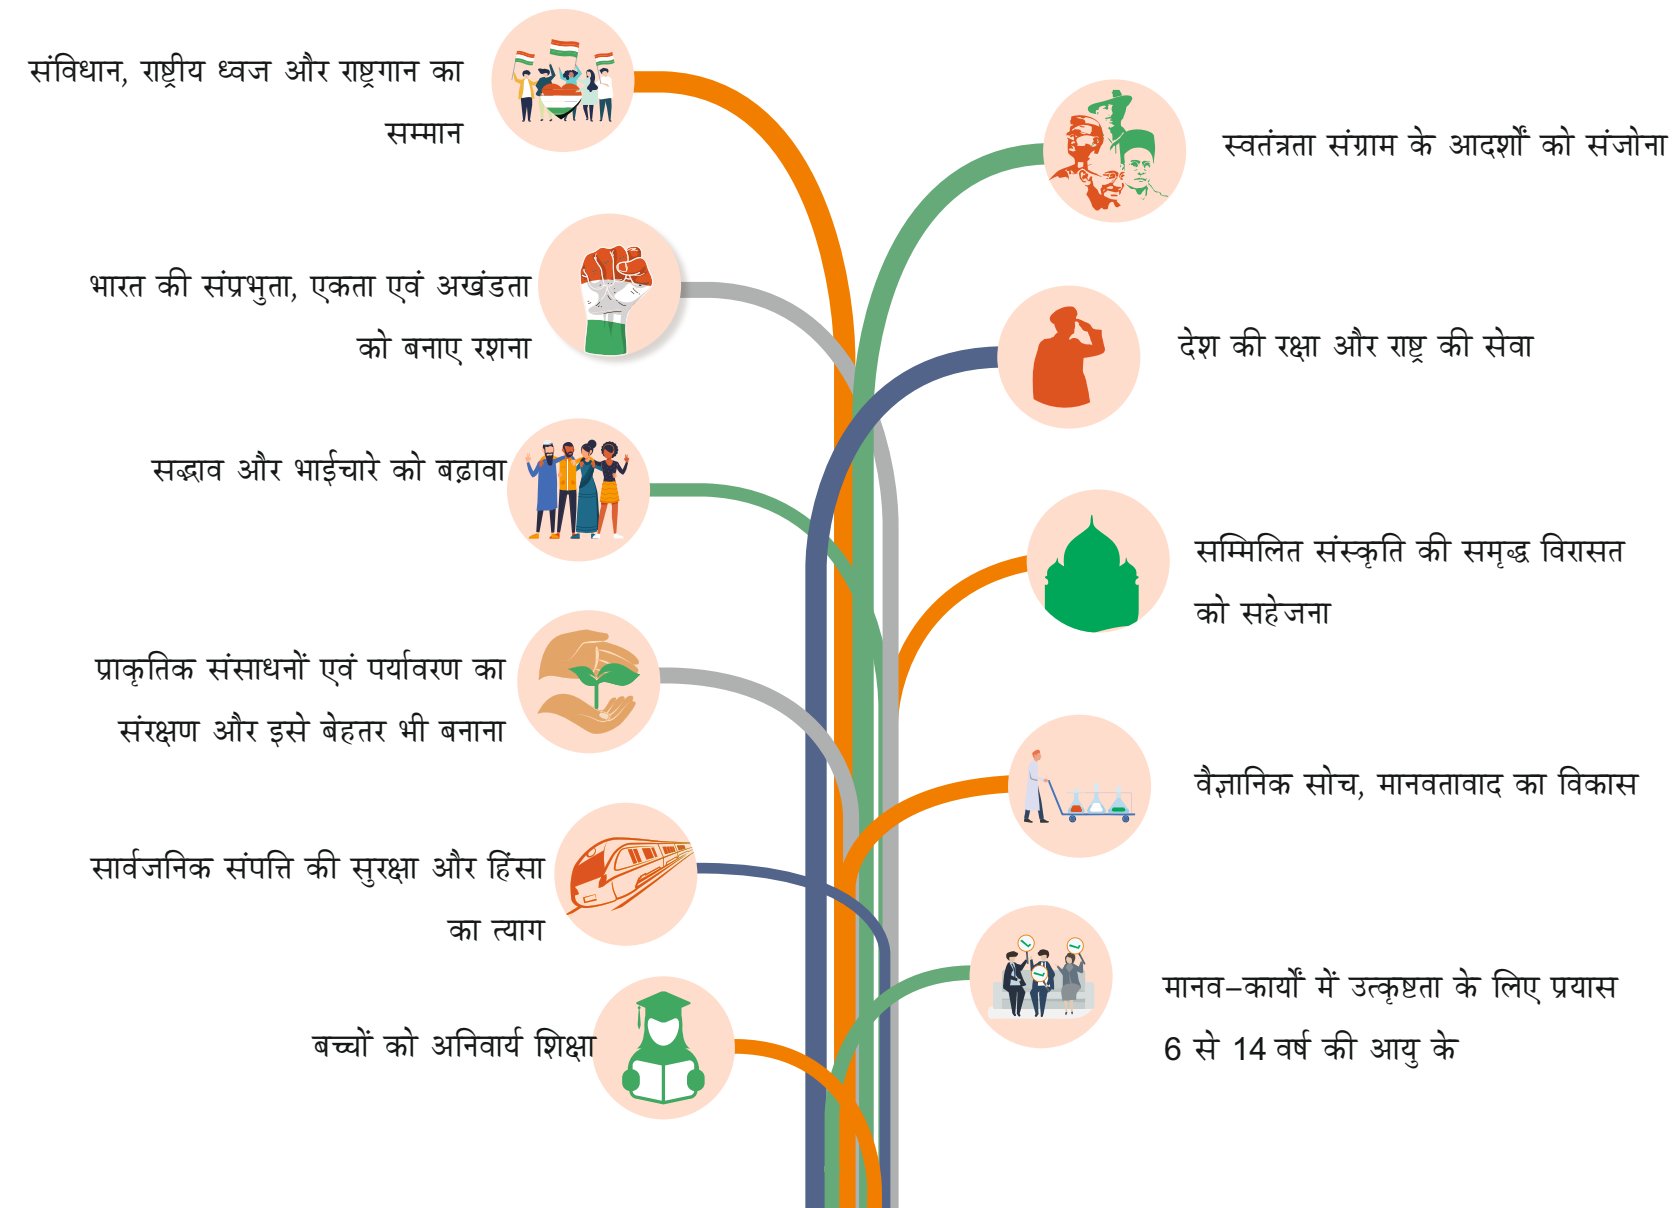 संविधान, राष्ट्रीय ध्वज और राष्ट्रगान का
सम्मान
स्वतंत्रता संग्राम के आदर्शों को संजोना
भारत की संप्रभुता, एकता एवं अखंडता
को बनाए रशना
देश की रक्षा और राष्ट्र की सेवा
सद्भाव और भाईचारे को बढ़ावा
सम्मिलित संस्कृति की समृद्ध विरासत
को सहेजना
प्राकृतिक संसाधनों एवं पर्यावरण का
संरक्षण और इसे बेहतर भी बनाना
वैज्ञानिक सोच, मानवतावाद का विकास
सार्वजनिक संपत्ति की सुरक्षा और हिंसा
का त्याग
मानव-कार्यों में उत्कृष्टता के लिए प्रयास
6 से 14 वर्ष की आयु के
बच्चों को अनिवार्य शिक्षा